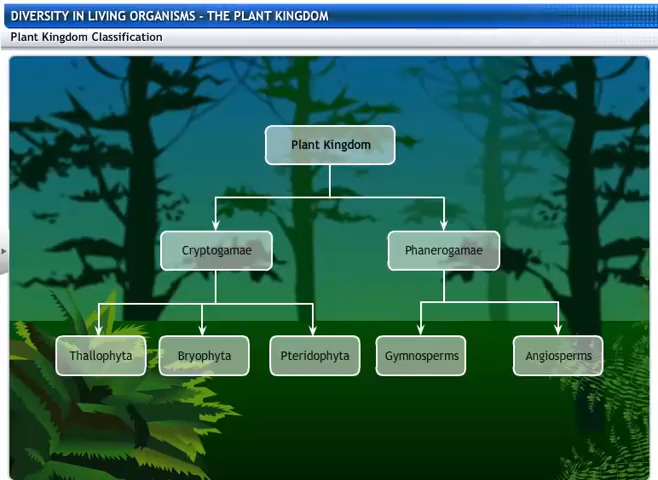 DIVERSITY IN LIVING ORGANISMS - THE PLANT KINGDOM
Plant Kingdom Classification
Plant Kingdom
Cryptogamae
Phanerogamae
Thallophyta
Bryophyta
Pteridophyta
Gymnosperms
Angiosperms